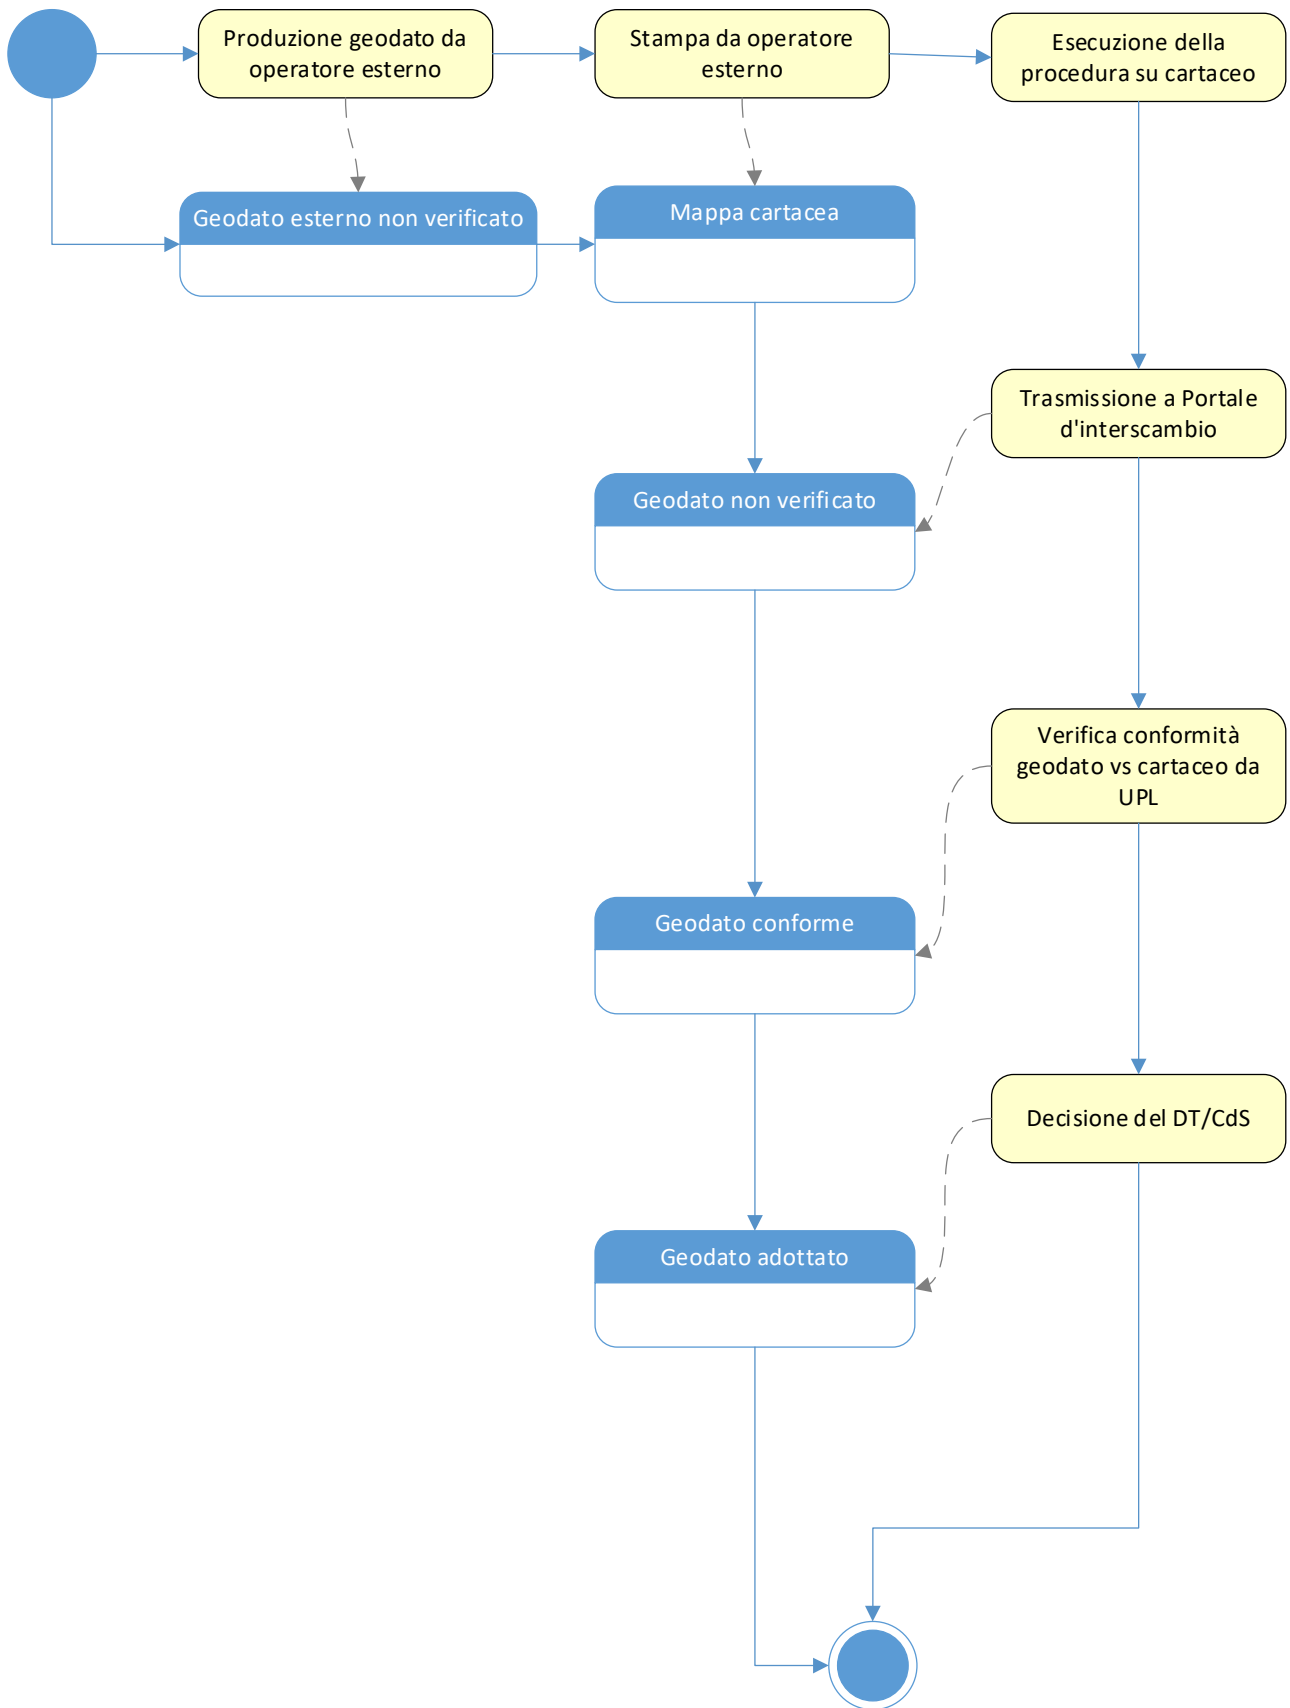 Produzione geodato da
operatore esterno
Stampa da operatore
esterno
Esecuzione della
procedura su cartaceo
Geodato esterno non verificato
Mappa cartacea
Trasmissione a Portale
d'interscambio
Geodato non verificato
Verifica conformità
geodato vs cartaceo da
UPL
Geodato conforme
Decisione del DT/CdS
Geodato adottato